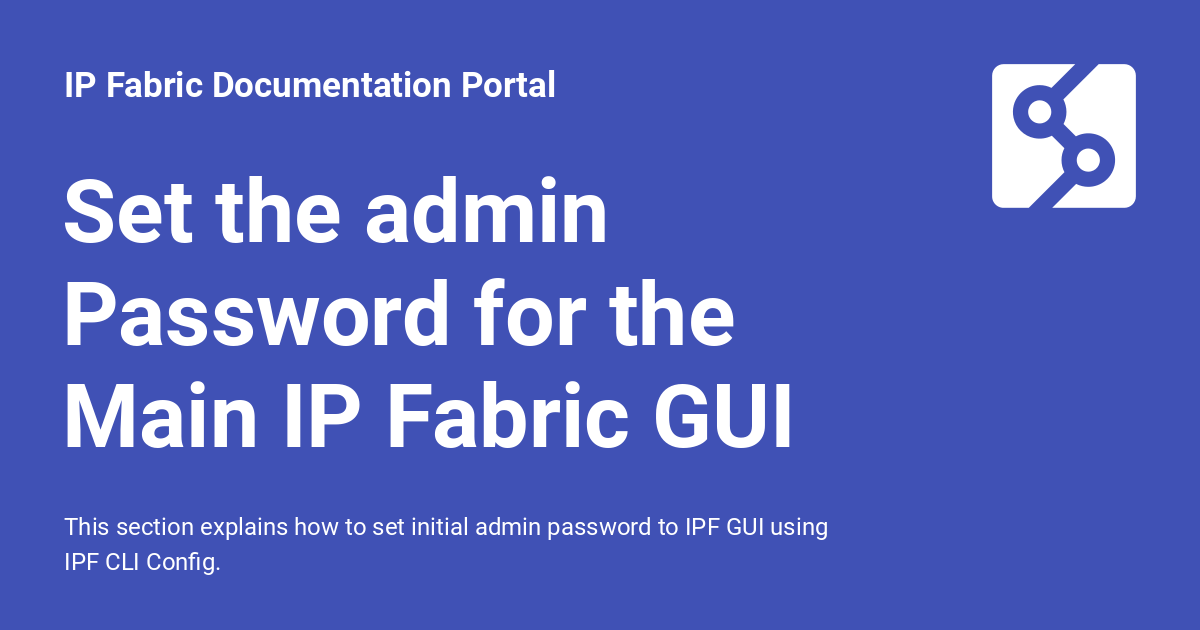 IP Fabric Documentation Portal
Set the admin
Password for the
Main IP Fabric GUI
This section explains how to set initial admin password to IPF GUI using
IPF CLI Config.